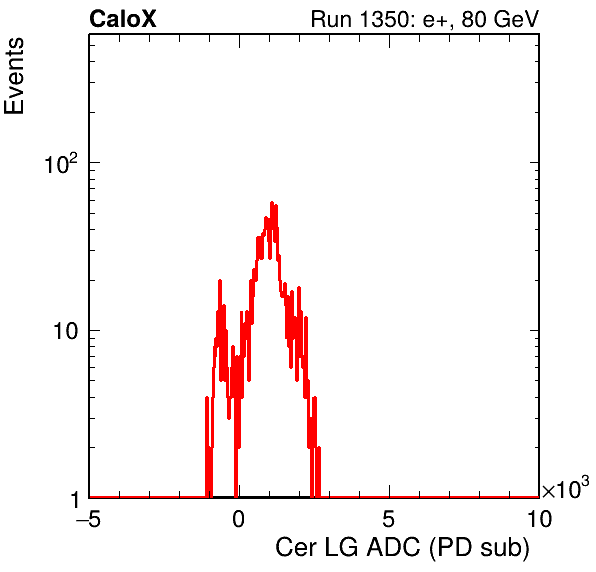 CaloX Run 1350: e+, 80 GeV
Events
10²
10
1
−5 0 5 10
×10³
Cer LG ADC (PD sub)